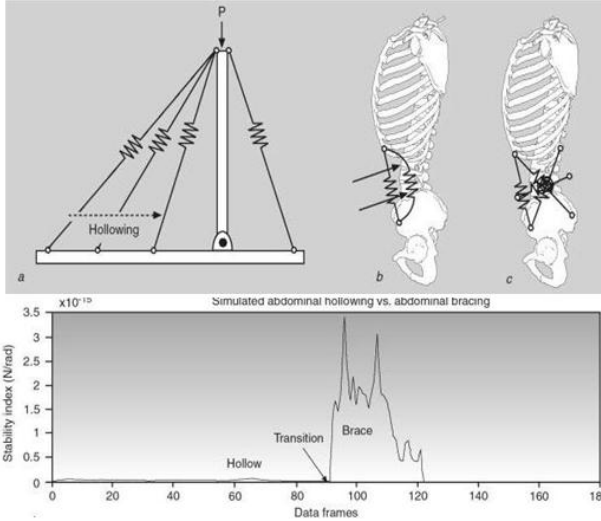 P
Hollowing
a
b
c
x10⁻¹⁵
Simulated abdominal hollowing vs. abdominal bracing
Stability index (N/rad)
3.5
3
2.5
2
1.5
1
0.5
0
Hollow
Transition
Brace
0 20 40 60 80 100 120 140 160 180
Data frames